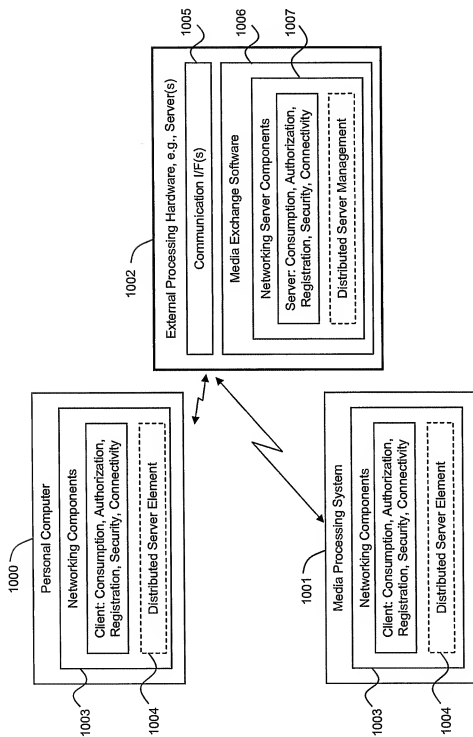 1000
Personal Computer
Networking Components
Client: Consumption, Authorization,
Registration, Security, Connectivity
Distributed Server Element
1003
1004
1001
Media Processing System
Networking Components
Client: Consumption, Authorization,
Registration, Security, Connectivity
Distributed Server Element
1003
1004
1002
External Processing Hardware, e.g., Server(s)
Communication I/F(s)
Media Exchange Software
Networking Server Components
Server: Consumption, Authorization,
Registration, Security, Connectivity
Distributed Server Management
1005
1006
1007